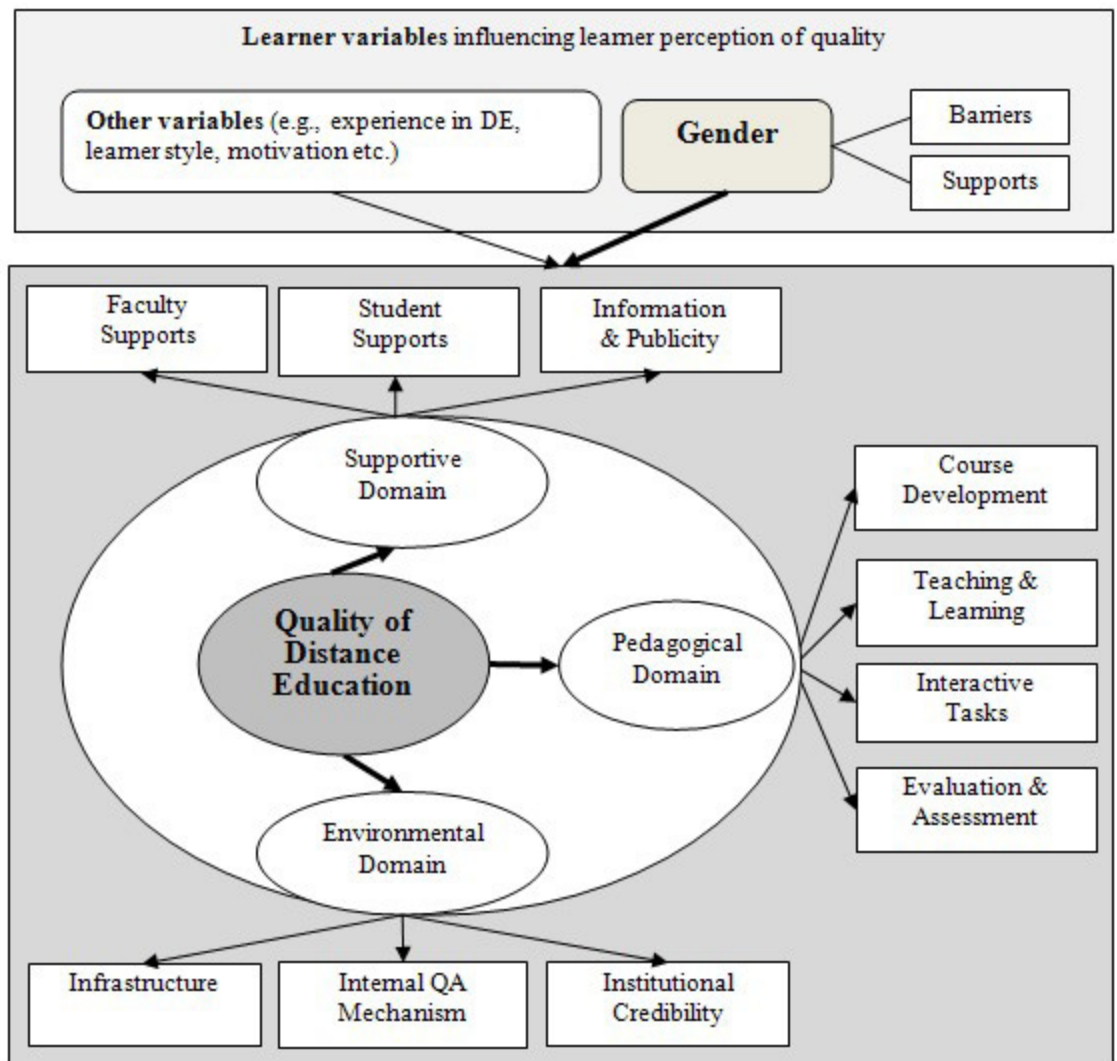 Learner variables influencing learner perception of quality
Other variables (e.g., experience in DE,
learner style, motivation etc.)
Gender
Barriers
Supports
Faculty
Supports
Student
Supports
Information
& Publicity
Supportive
Domain
Course
Development
Teaching &
Learning
Quality of
Distance
Education
Pedagogical
Domain
Interactive
Tasks
Evaluation &
Assessment
Environmental
Domain
Infrastructure
Internal QA
Mechanism
Institutional
Credibility